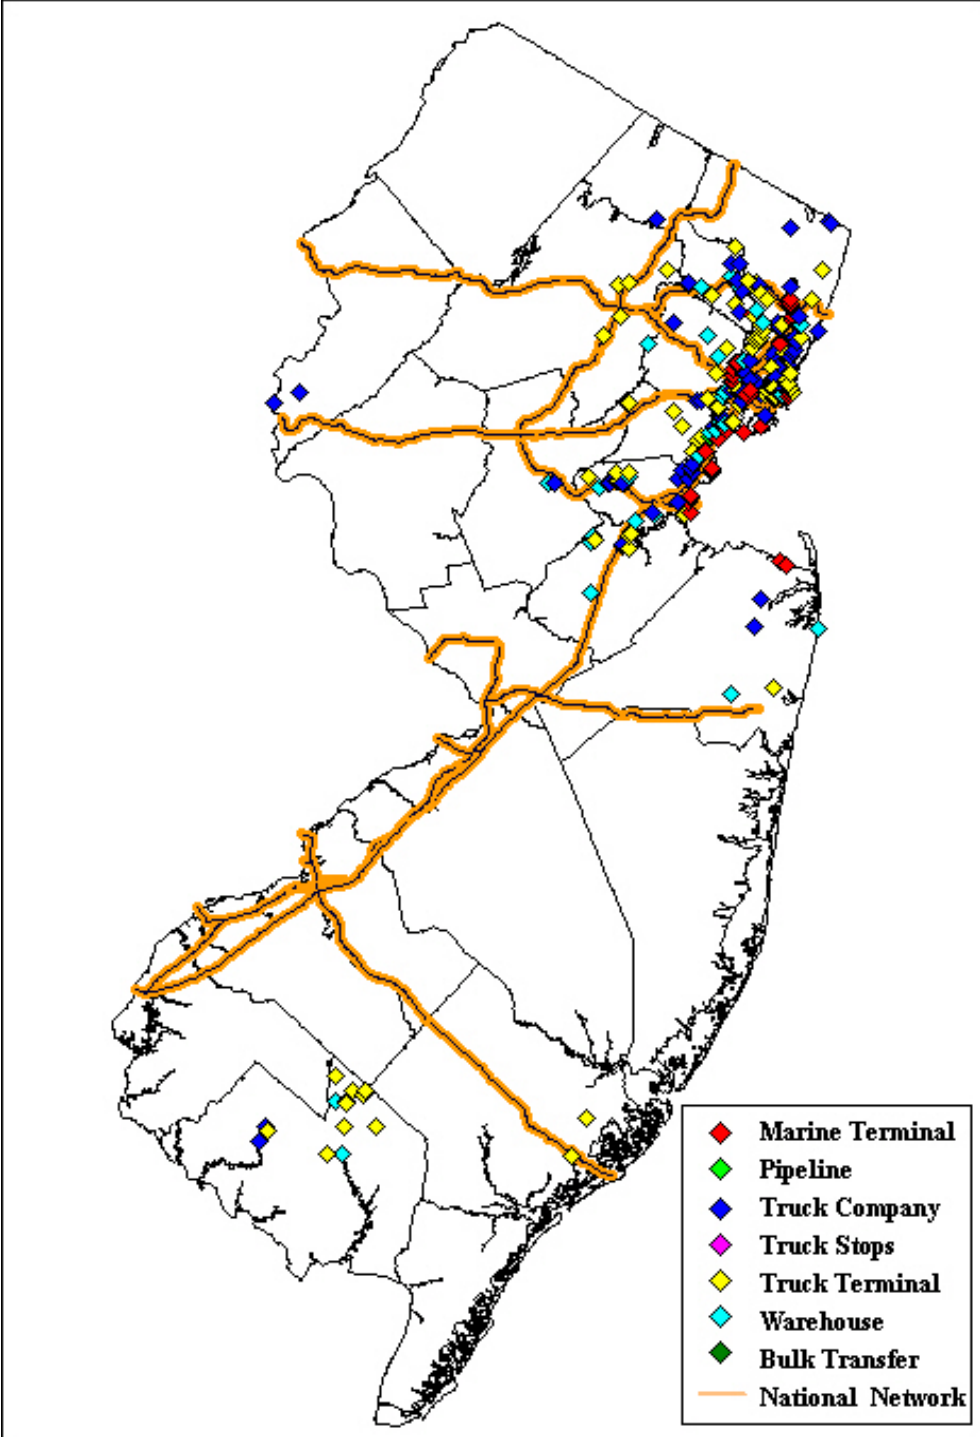 Marine Terminal
Pipeline
Truck Company
Truck Stops
Truck Terminal
Warehouse
Bulk Transfer
National Network